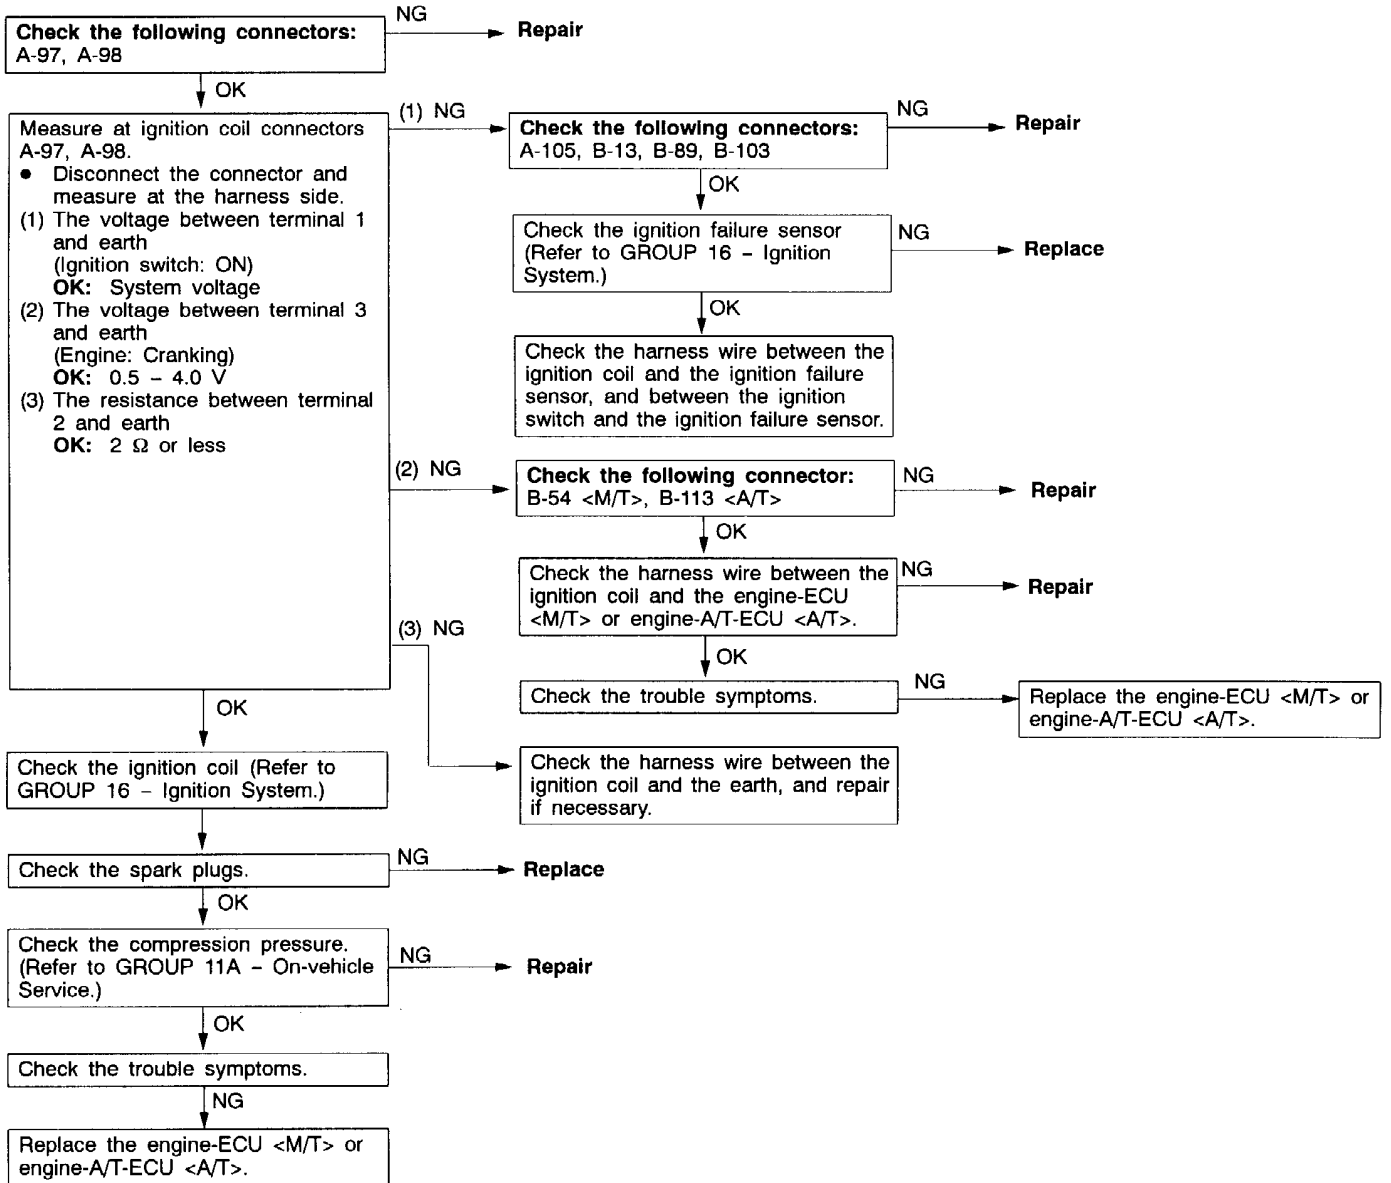 Check the following connectors:
A-97, A-98
NG
Repair
OK
Measure at ignition coil connectors
A-97, A-98.
● Disconnect the connector and
measure at the harness side.
(1) The voltage between terminal 1
and earth
(Ignition switch: ON)
OK: System voltage
(2) The voltage between terminal 3
and earth
(Engine: Cranking)
OK: 0.5 – 4.0 V
(3) The resistance between terminal
2 and earth
OK: 2 Ω or less
(1) NG
Check the following connectors:
A-105, B-13, B-89, B-103
NG
Repair
OK
Check the ignition failure sensor
(Refer to GROUP 16 – Ignition
System.)
NG
Replace
OK
Check the harness wire between the
ignition coil and the ignition failure
sensor, and between the ignition
switch and the ignition failure sensor.
(2) NG
Check the following connector:
B-54 <M/T>, B-113 <A/T>
NG
Repair
OK
Check the harness wire between the
ignition coil and the engine-ECU
<M/T> or engine-A/T-ECU <A/T>.
NG
Repair
OK
Check the trouble symptoms.
NG
Replace the engine-ECU <M/T> or
engine-A/T-ECU <A/T>.
(3) NG
Check the harness wire between the
ignition coil and the earth, and repair
if necessary.
OK
Check the ignition coil (Refer to
GROUP 16 – Ignition System.)
Check the spark plugs.
NG
Replace
OK
Check the compression pressure.
(Refer to GROUP 11A – On-vehicle
Service.)
NG
Repair
OK
Check the trouble symptoms.
NG
Replace the engine-ECU <M/T> or
engine-A/T-ECU <A/T>.